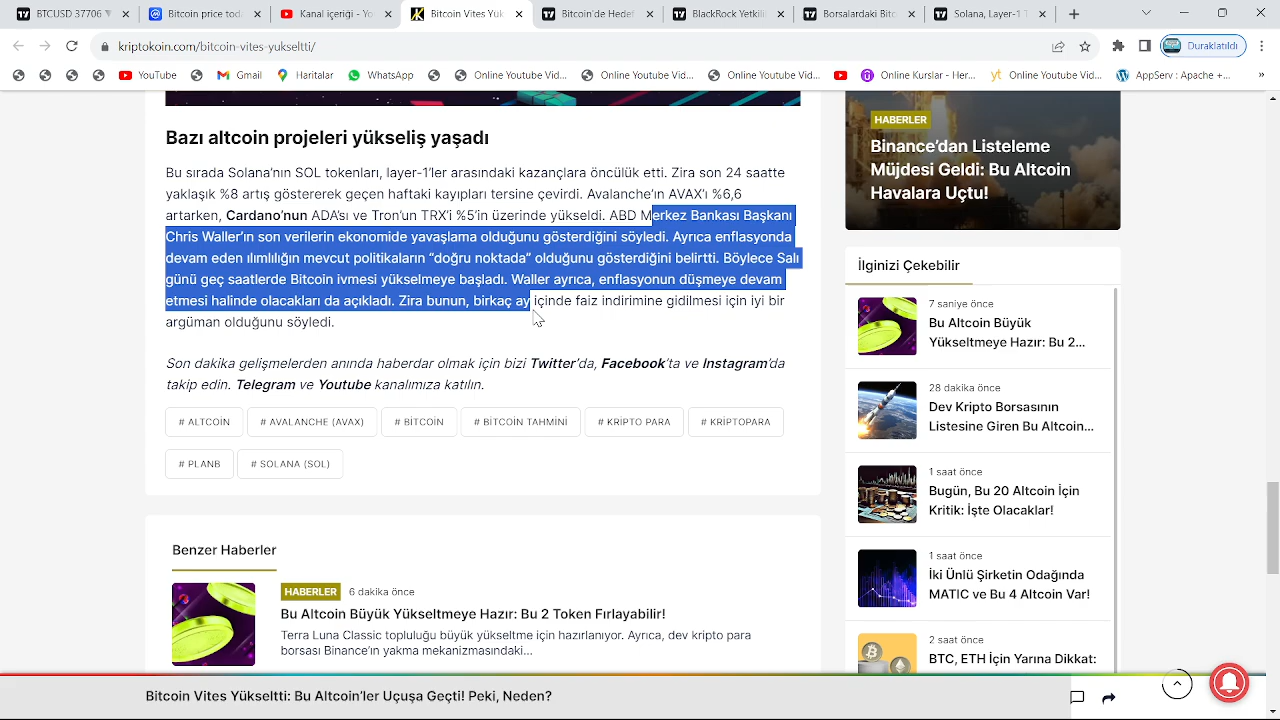 BTCUSD 37706 ▼
Bitcoin price toda
Kanal içeriği - Yo
Bitcoin Vites Yük
Bitcoin'de Hedef
Blackrock Yetkilin
Borsalardaki Bitco
Solana, Layer-1'l
kriptokoin.com/bitcoin-vites-yukseltti/
Duraklatıldı
YouTube
Gmail
Haritalar
WhatsApp
Online Youtube Vid...
Online Youtube Vid...
Online Youtube Vid...
Online Kurslar - Her...
Online Youtube Vid...
AppServ : Apache +...
Bazı altcoin projeleri yükseliş yaşadı
Bu sırada Solana'nın SOL tokenları, layer-1'ler arasındaki kazançlara öncülük etti. Zira son 24 saatte
yaklaşık %8 artış göstererek geçen haftaki kayıpları tersine çevirdi. Avalanche'ın AVAX'ı %6,6
artarken, Cardano'nun ADA'sı ve Tron'un TRX'i %5'in üzerinde yükseldi. ABD Merkez Bankası Başkanı
Chris Waller'ın son verilerin ekonomide yavaşlama olduğunu gösterdiğini söyledi. Ayrıca enflasyonda
devam eden ılımlılığın mevcut politikaların “doğru noktada” olduğunu gösterdiğini belirtti. Böylece Salı
günü geç saatlerde Bitcoin ivmesi yükselmeye başladı. Waller ayrıca, enflasyonun düşmeye devam
etmesi halinde olacakları da açıkladı. Zira bunun, birkaç ay içinde faiz indirimine gidilmesi için iyi bir
argüman olduğunu söyledi.
Son dakika gelişmelerden anında haberdar olmak için bizi Twitter'da, Facebook'ta ve Instagram'da
takip edin. Telegram ve Youtube kanalımıza katılın.
# ALTCOİN
# AVALANCHE (AVAX)
# BİTCOİN
# BİTCOİN TAHMİNİ
# KRİPTO PARA
# KRİPTOPARA
# PLANB
# SOLANA (SOL)
Benzer Haberler
HABERLER
6 dakika önce
Bu Altcoin Büyük Yükseltmeye Hazır: Bu 2 Token Fırlayabilir!
Terra Luna Classic topluluğu büyük yükseltme için hazırlanıyor. Ayrıca, dev kripto para
borsası Binance'ın yakma mekanizmasındaki...
HABERLER
Binance'dan Listeleme
Müjdesi Geldi: Bu Altcoin
Havalara Uçtu!
İlginizi Çekebilir
7 saniye önce
Bu Altcoin Büyük
Yükseltmeye Hazır: Bu 2...
28 dakika önce
Dev Kripto Borsasının
Listesine Giren Bu Altcoin...
1 saat önce
Bugün, Bu 20 Altcoin İçin
Kritik: İşte Olacaklar!
1 saat önce
İki Ünlü Şirketin Odağında
MATIC ve Bu 4 Altcoin Var!
2 saat önce
BTC, ETH İçin Yarına Dikkat:
Bitcoin Vites Yükseltti: Bu Altcoin'ler Uçuşa Geçti! Peki, Neden?